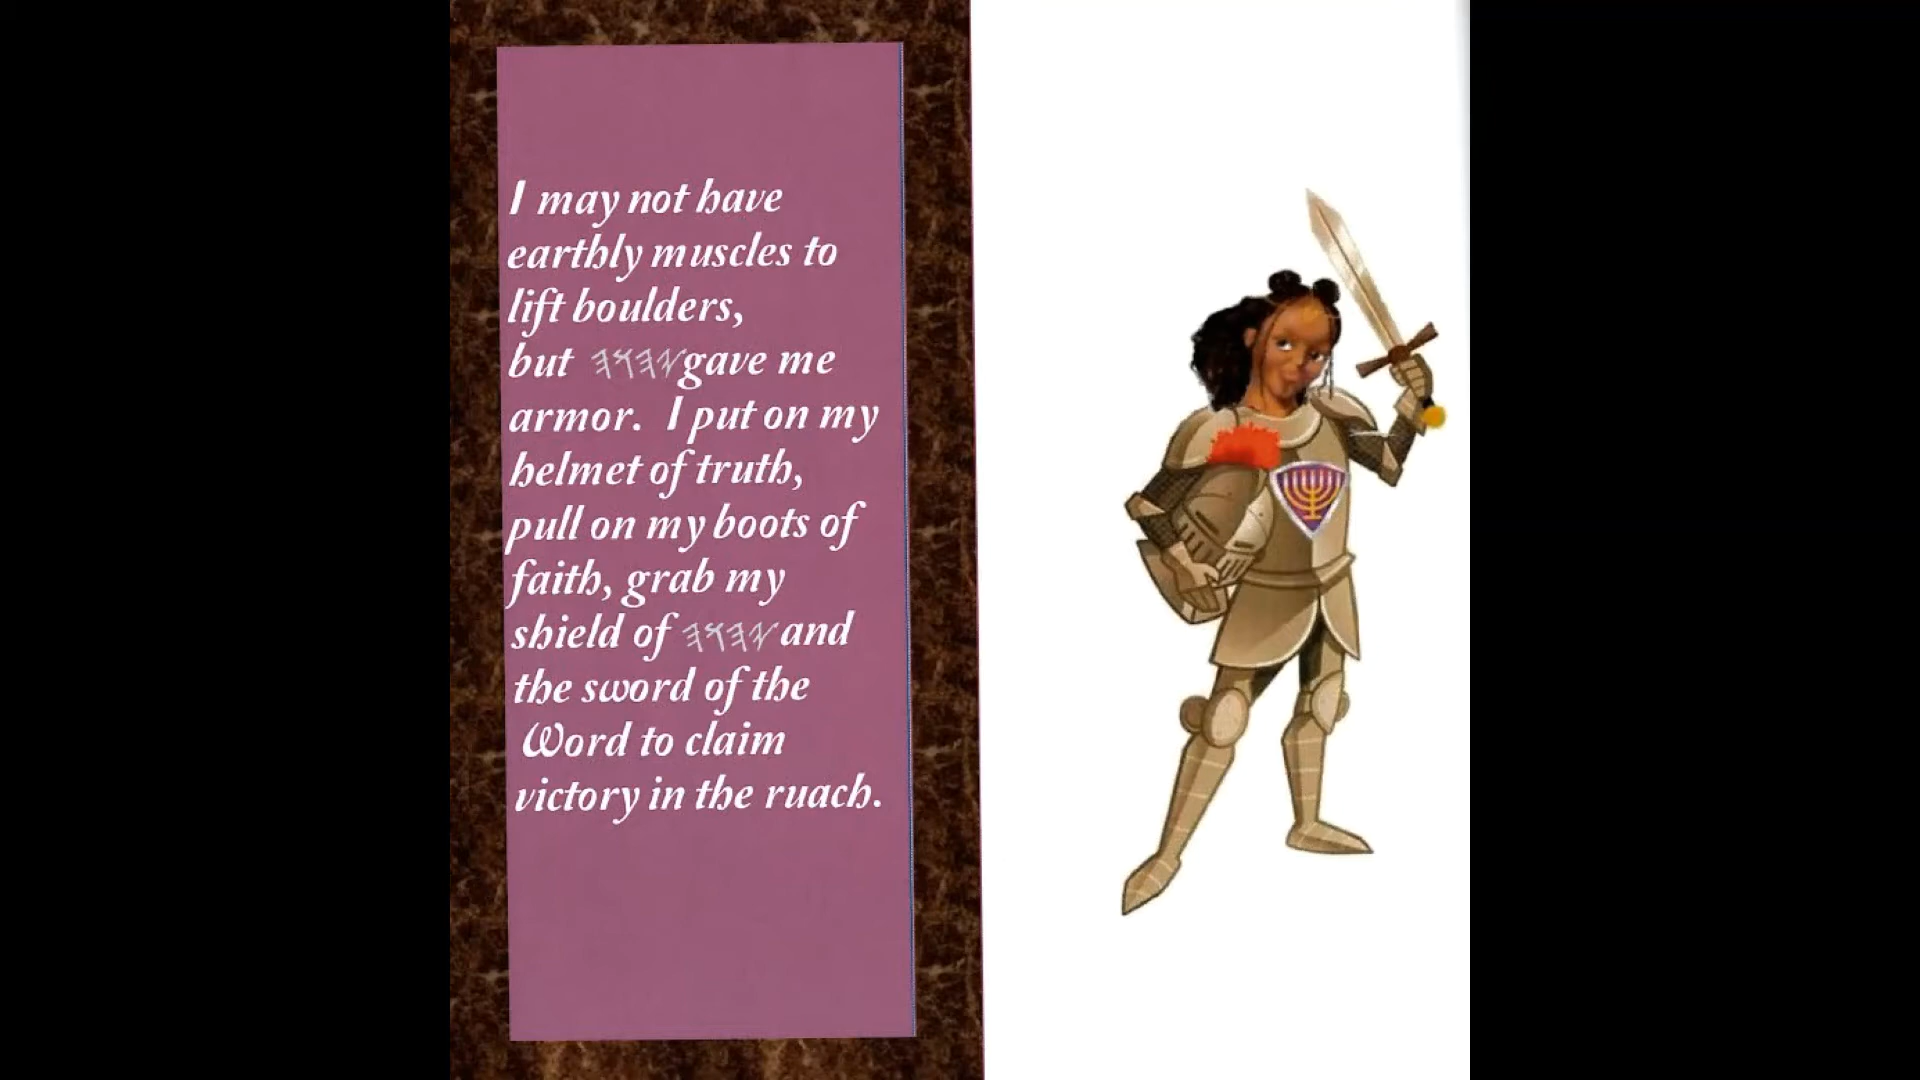 I may not have
earthly muscles to
lift boulders,
but 𐤉𐤄𐤅𐤄 gave me
armor. I put on my
helmet of truth,
pull on my boots of
faith, grab my
shield of 𐤉𐤄𐤅𐤄 and
the sword of the
Word to claim
victory in the ruach.